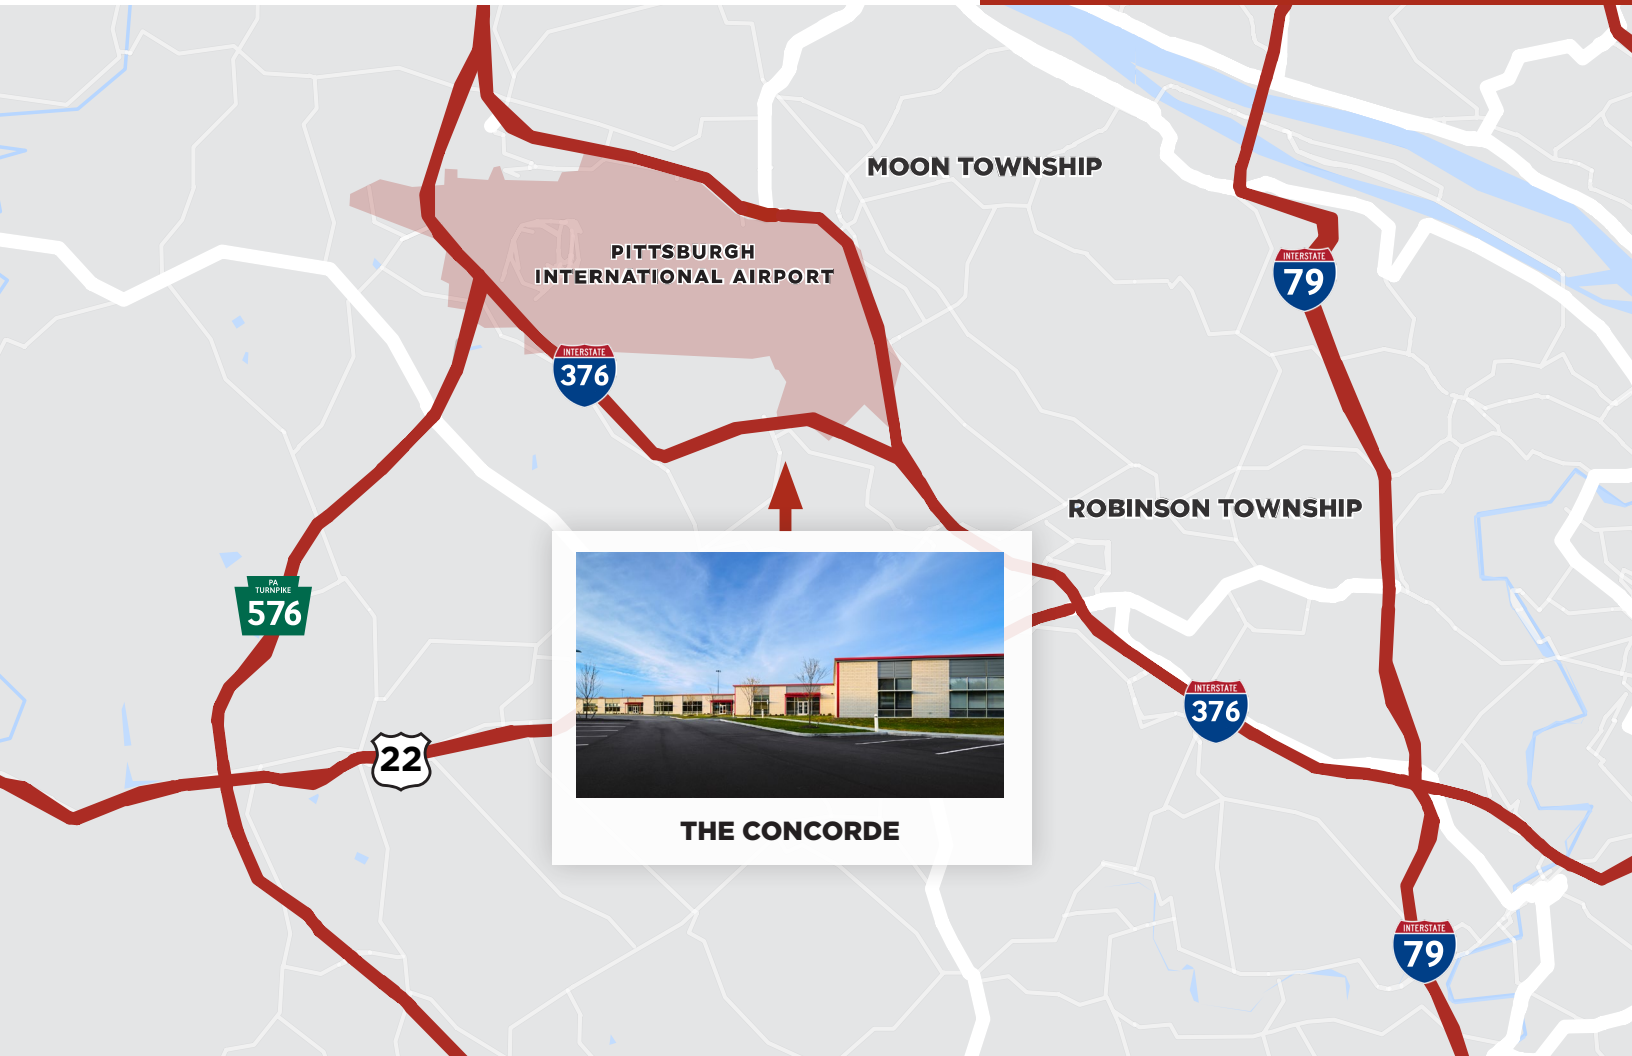 MOON TOWNSHIP
PITTSBURGH
INTERNATIONAL AIRPORT
INTERSTATE
79
INTERSTATE
376
ROBINSON TOWNSHIP
PA
TURNPIKE
576
INTERSTATE
376
22
THE CONCORDE
INTERSTATE
79